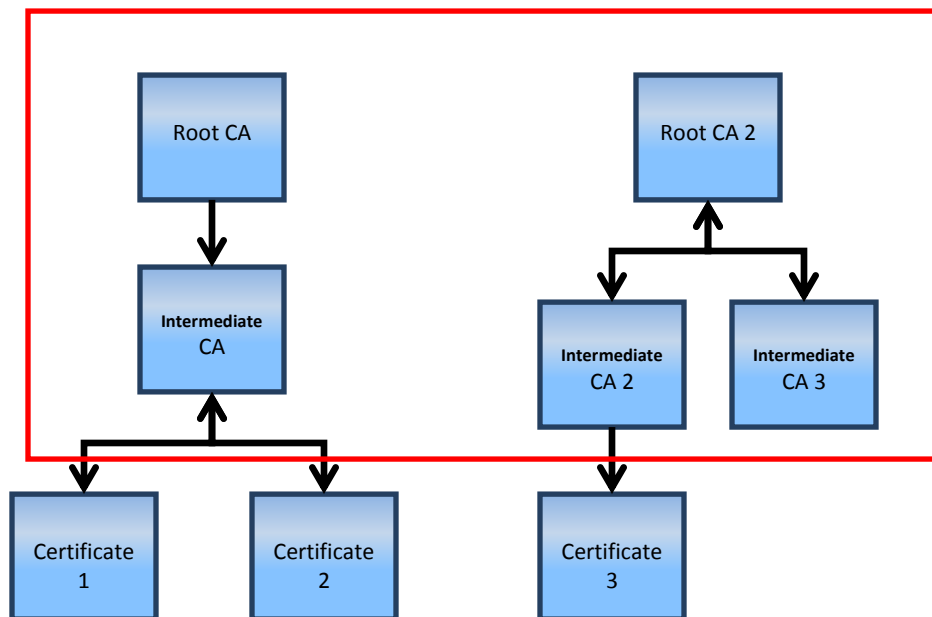 Root CA
Root CA 2
Intermediate
CA
Intermediate
CA 2
Intermediate
CA 3
Certificate
1
Certificate
2
Certificate
3